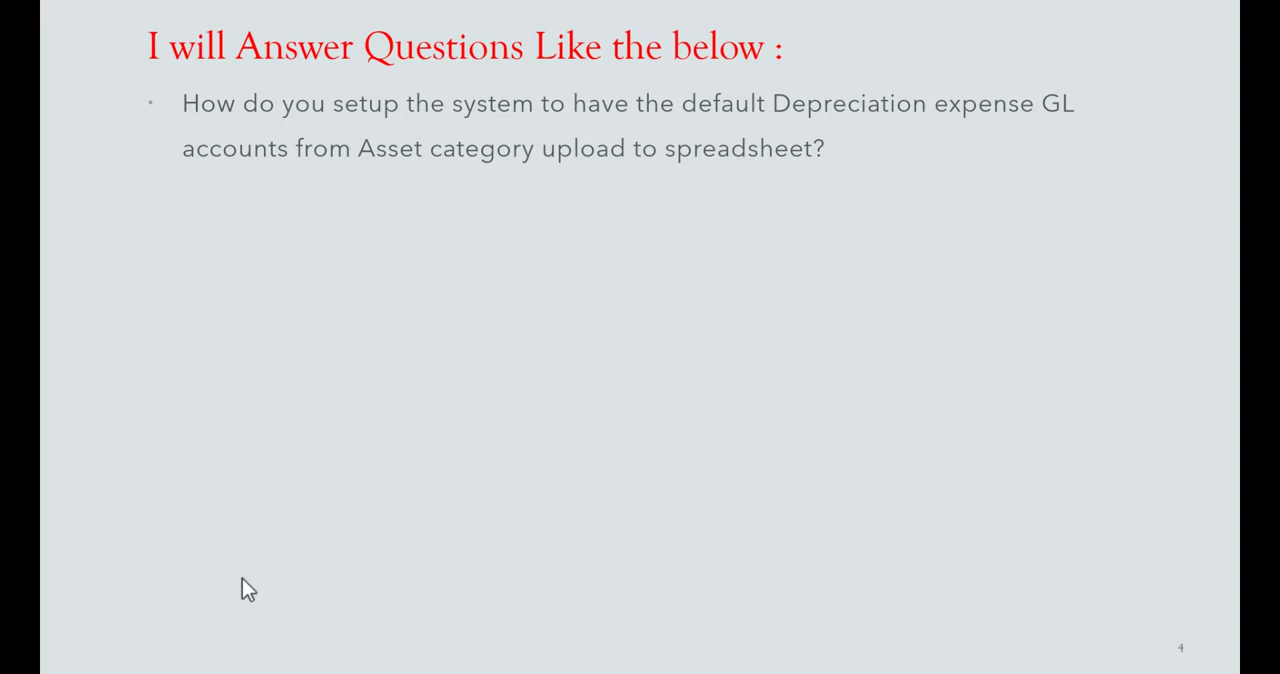 I will Answer Questions Like the below :
• How do you setup the system to have the default Depreciation expense GL
accounts from Asset category upload to spreadsheet?
4